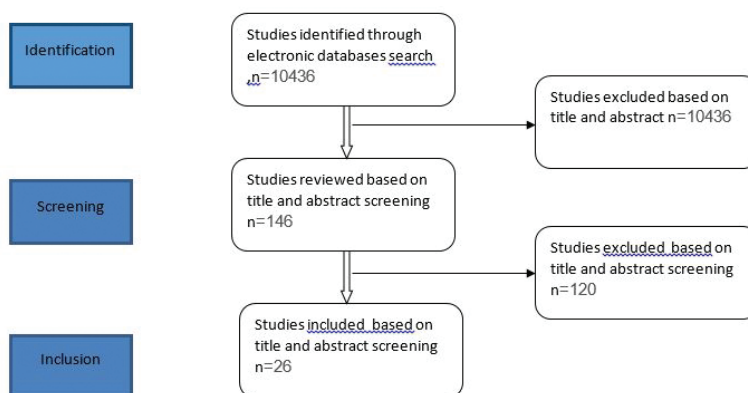 Identification
Studies identified through
electronic databases search
,n=10436
Studies excluded based on
title and abstract n=10436
Screening
Studies reviewed based on
title and abstract screening
n=146
Studies excluded  based on
title and abstract screening
n=120
Inclusion
Studies included  based on
title and abstract screening
n=26